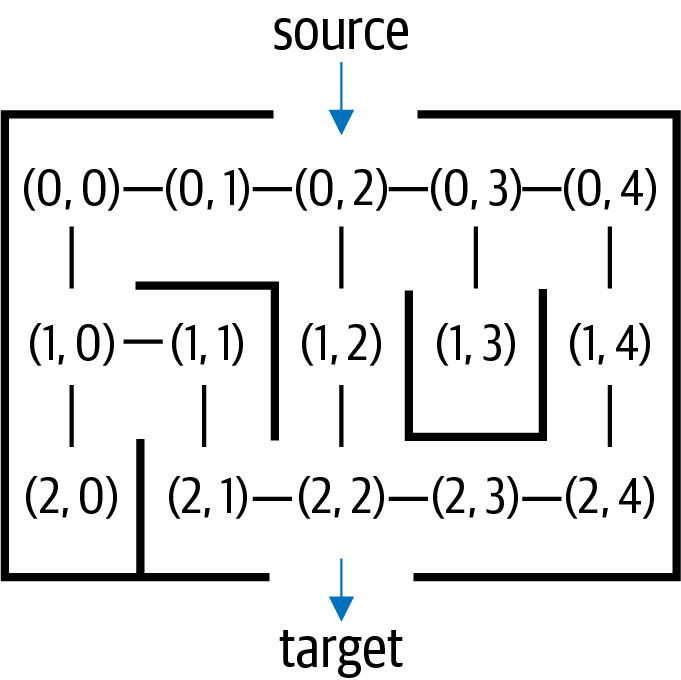 source
(0, 0) (0, 1) (0, 2) (0, 3) (0, 4)
(1, 0) (1, 1) (1, 2) (1, 3) (1, 4)
(2, 0) (2, 1) (2, 2) (2, 3) (2, 4)
target